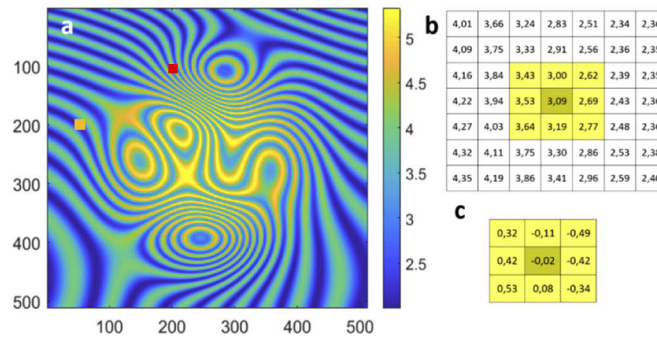 a
100
200
300
400
500
100 200 300 400 500
5
4.5
4
3.5
3
2.5
b
4,01 3,66 3,24 2,83 2,51 2,34
4,09 3,75 3,33 2,91 2,56 2,36
4,16 3,84 3,43 3,00 2,62 2,39
4,22 3,94 3,53 3,09 2,69 2,43
4,27 4,03 3,64 3,19 2,77 2,48
4,32 4,11 3,75 3,30 2,86 2,53
4,35 4,19 3,86 3,41 2,96 2,59
c
0,32 -0,11 -0,49
0,42 -0,02 -0,42
0,53 0,08 -0,34